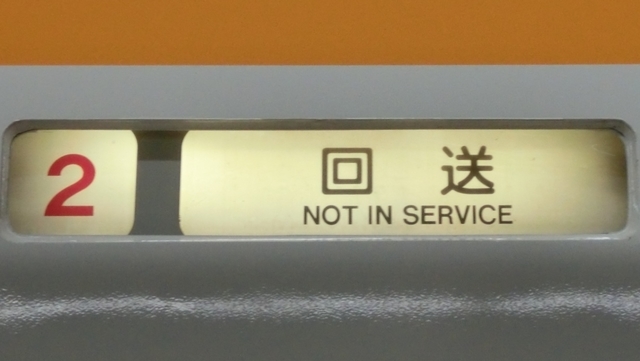 2
回送
NOT IN SERVICE